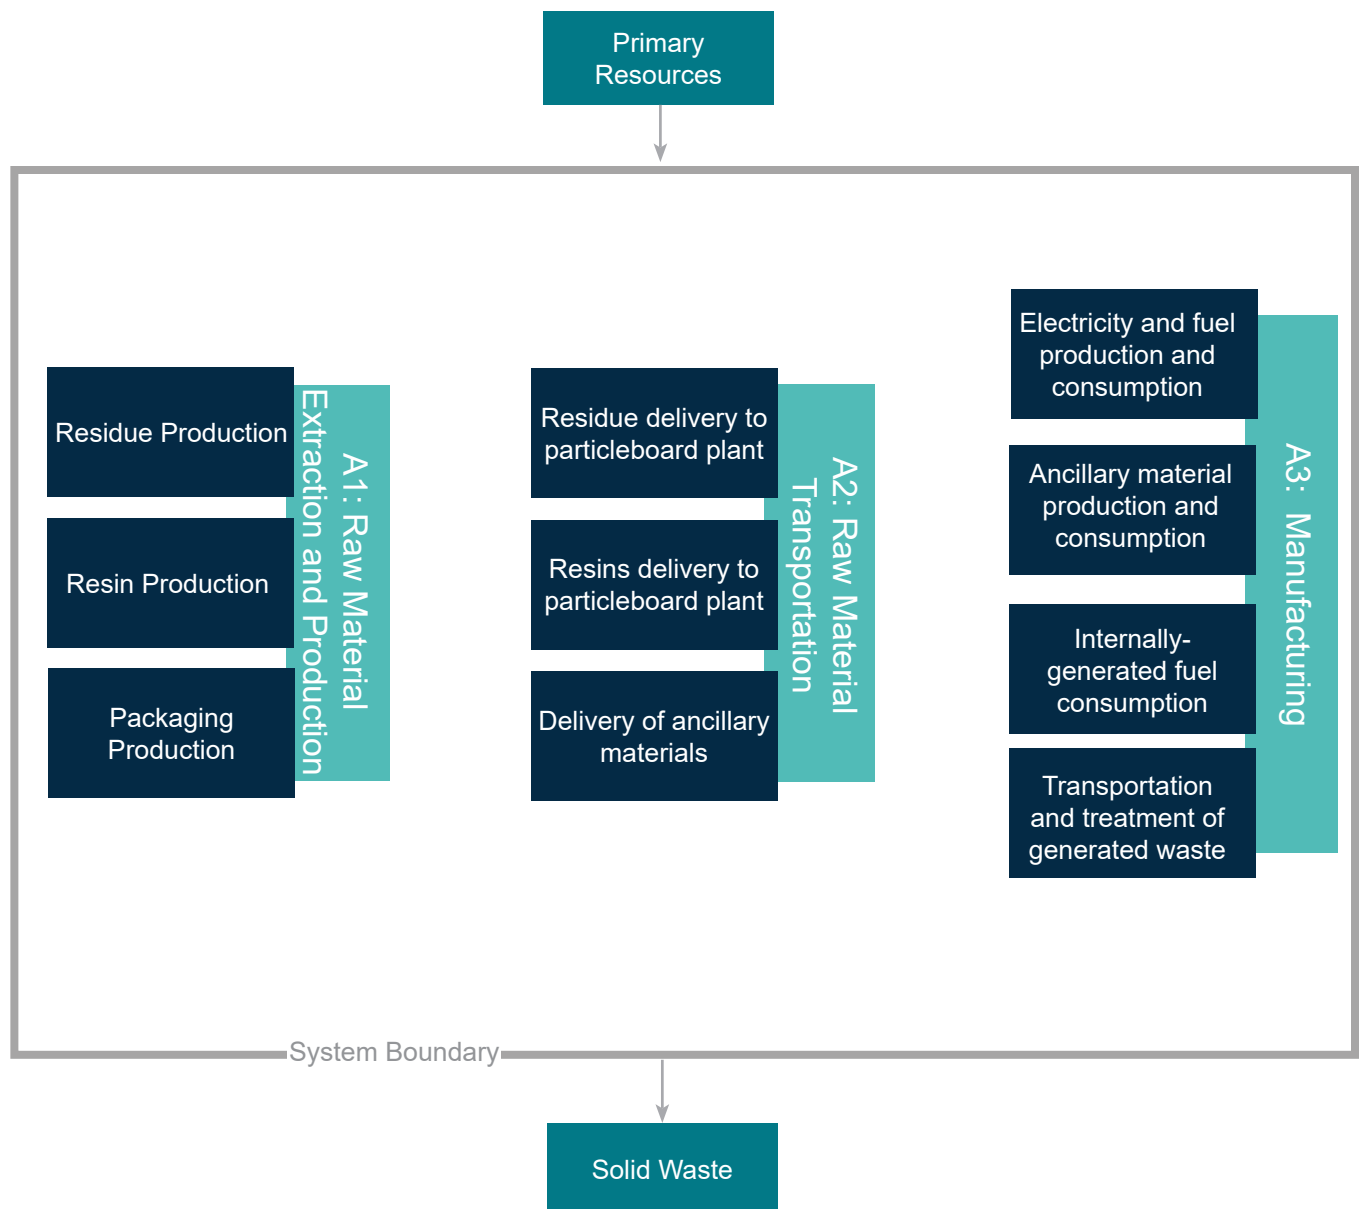 Primary
Resources
Residue Production
Resin Production
Packaging
Production
A1: Raw Material
Extraction and Production
Residue delivery to
particleboard plant
Resins delivery to
particleboard plant
Delivery of ancillary
materials
A2: Raw Material
Transportation
Electricity and fuel
production and
consumption
Ancillary material
production and
consumption
Internally-
generated fuel
consumption
Transportation
and treatment of
generated waste
A3: Manufacturing
System Boundary
Solid Waste